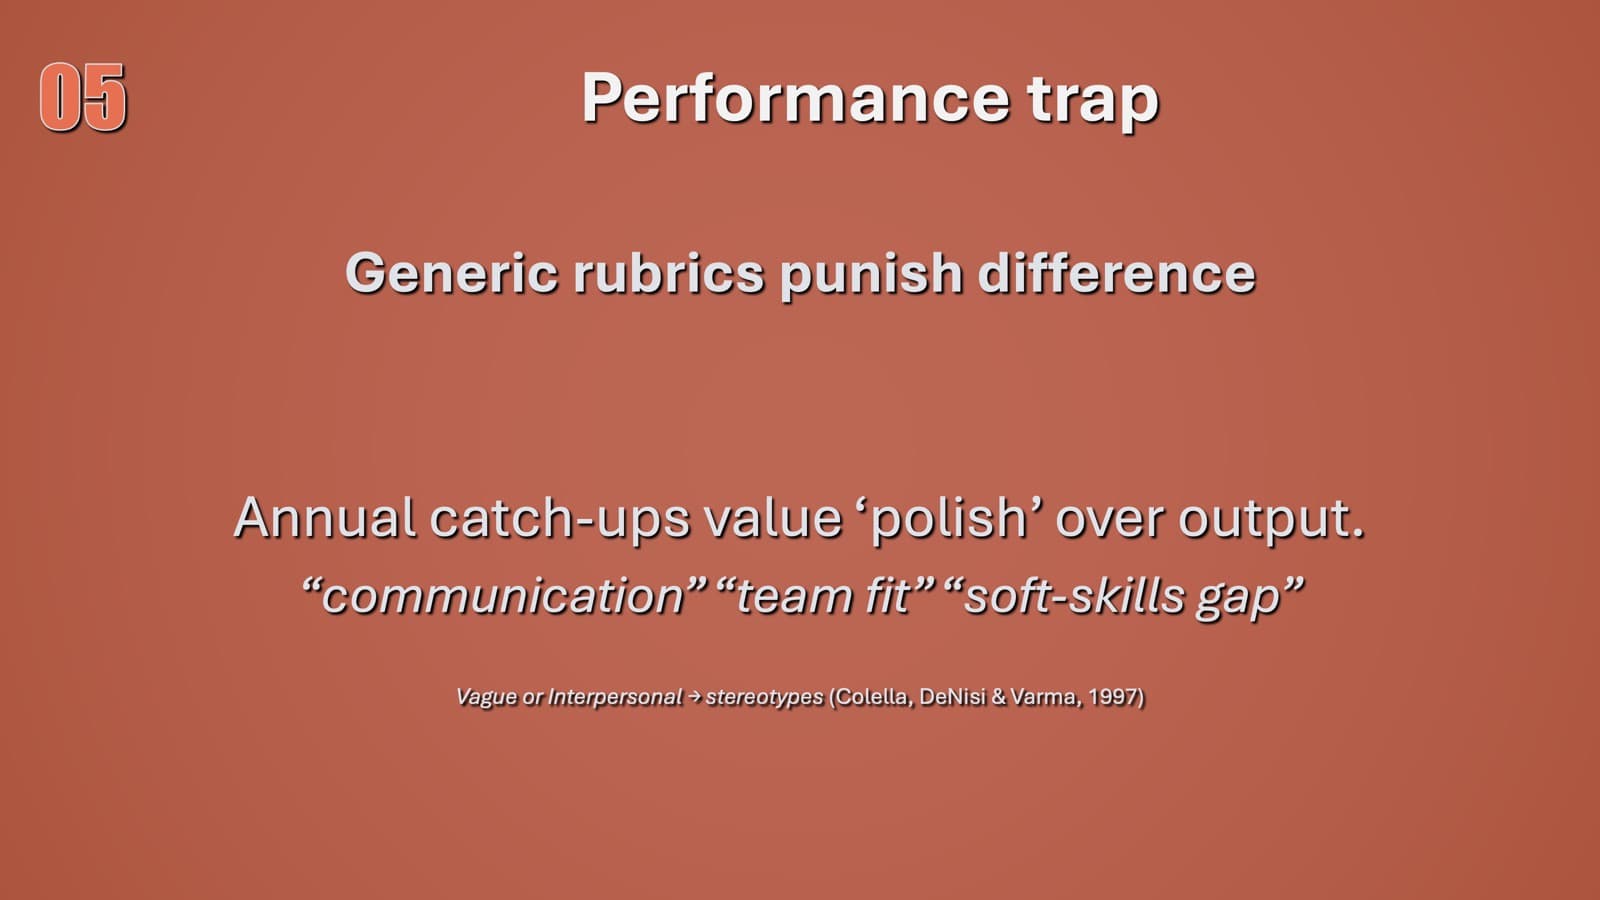 05
Performance trap
Generic rubrics punish difference
Annual catch-ups value ‘polish’ over output.
“communication” “team fit” “soft-skills gap”
Vague or Interpersonal → stereotypes (Colella, DeNisi & Varma, 1997)